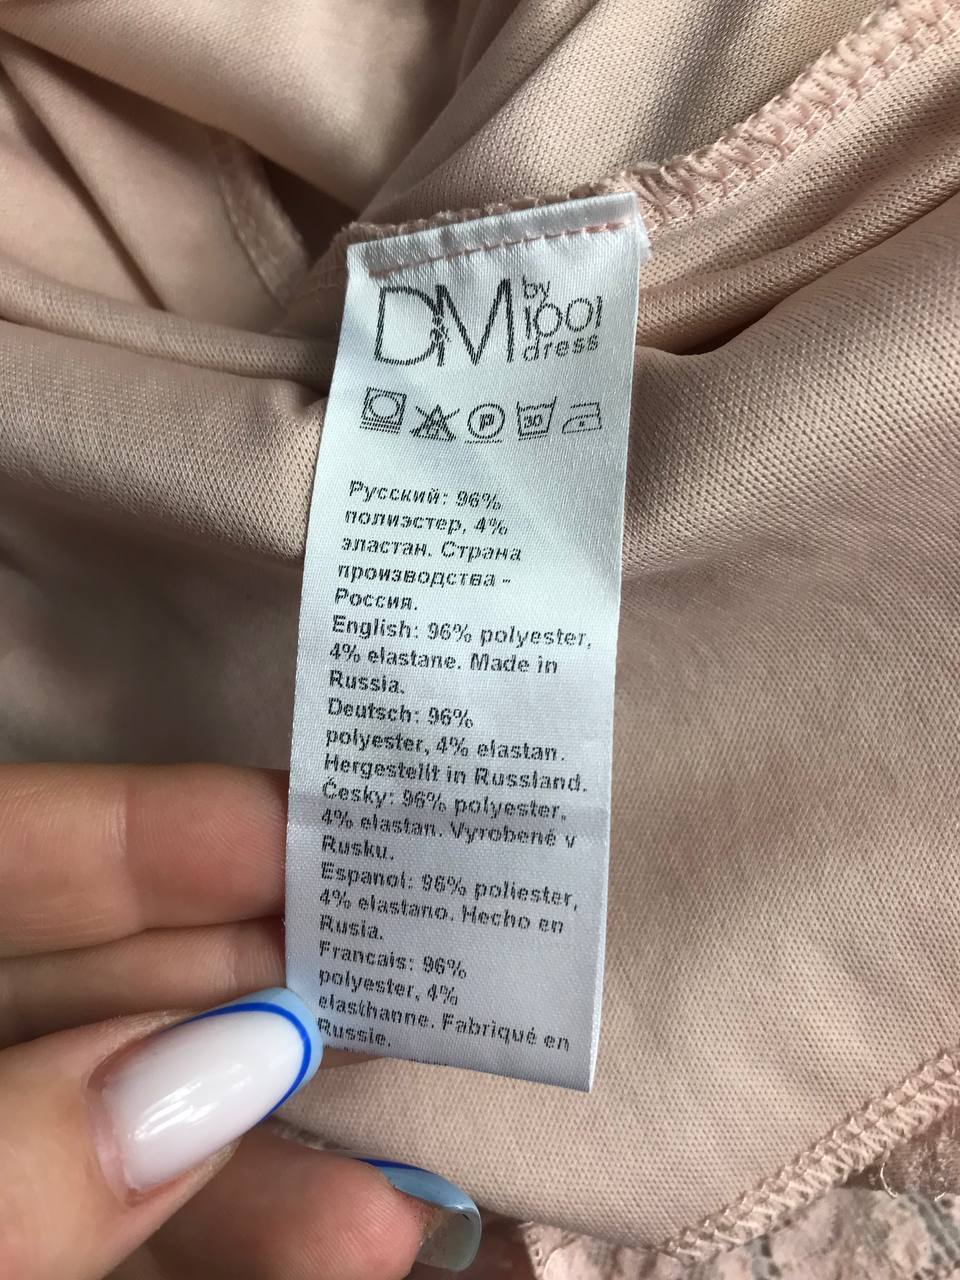 DM by 1001 dress
P 30
Русский: 96%
полиэстер, 4%
эластан. Страна
производства -
Россия.
English: 96% polyester,
4% elastane. Made in
Russia.
Deutsch: 96%
polyester, 4% elastan.
Hergestellt in Russland.
Česky: 96% polyester,
4% elastan. Vyrobené v
Rusku.
Espanol: 96% poliester,
4% elastano. Hecho en
Rusia.
Francais: 96%
polyester, 4%
elasthanne. Fabriqué en
Russie.